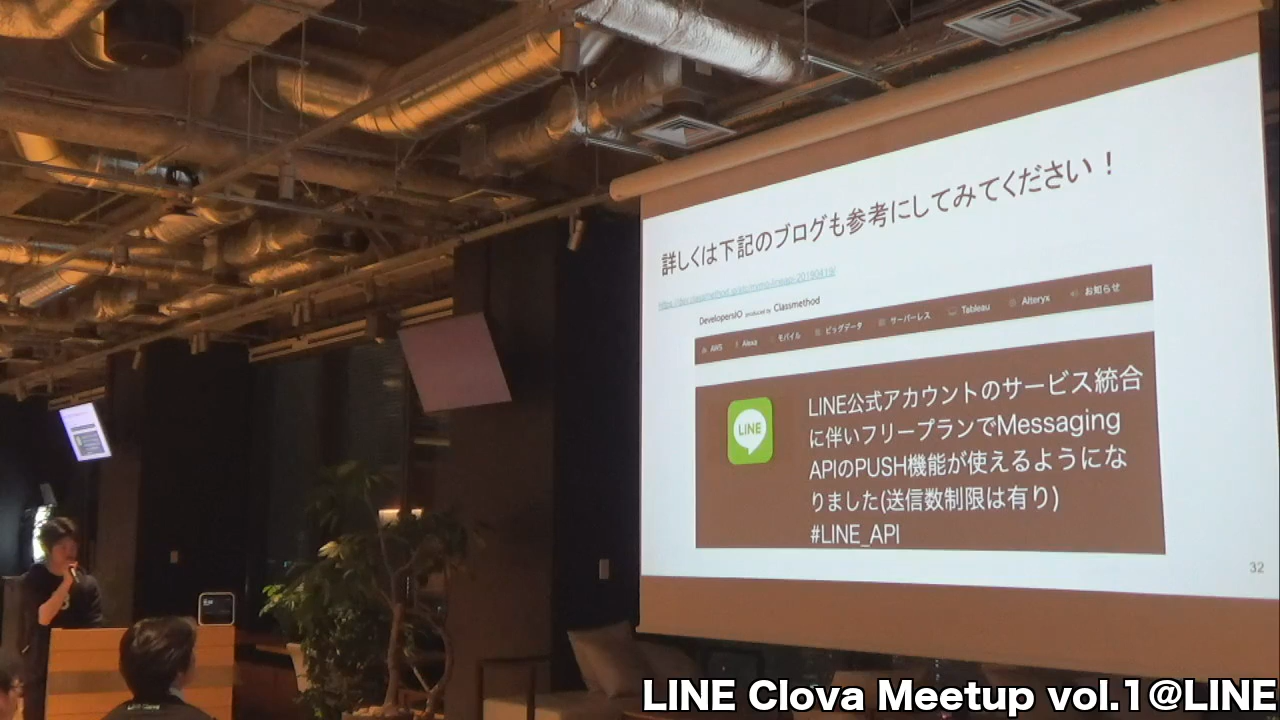 詳しくは下記のブログも参考にしてみてください！
DevelopersIO produced by Classmethod
AWS Alexa モバイル ビッグデータ サーバーレス Tableau Alteryx お知らせ
LINE
LINE公式アカウントのサービス統合
に伴いフリープランでMessaging
APIのPUSH機能が使えるようにな
りました(送信数制限は有り)
#LINE_API
32
LINE Clova
LINE Clova Meetup vol.1@LINE